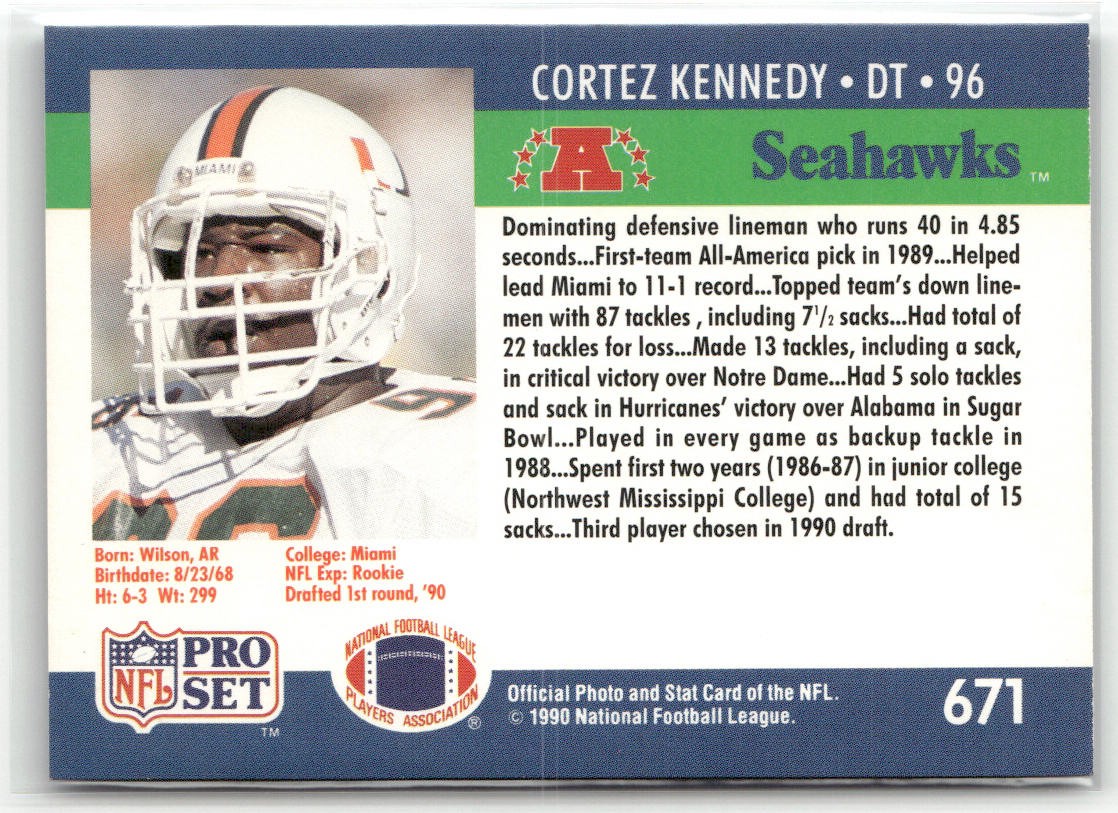 CORTEZ KENNEDY • DT • 96
A
Seahawks™
MIAMI
Dominating defensive lineman who runs 40 in 4.85
seconds...First-team All-America pick in 1989...Helped
lead Miami to 11-1 record...Topped team's down line-
men with 87 tackles , including 7 1/2 sacks...Had total of
22 tackles for loss...Made 13 tackles, including a sack,
in critical victory over Notre Dame...Had 5 solo tackles
and sack in Hurricanes' victory over Alabama in Sugar
Bowl...Played in every game as backup tackle in
1988...Spent first two years (1986-87) in junior college
(Northwest Mississippi College) and had total of 15
sacks...Third player chosen in 1990 draft.
Born: Wilson, AR
Birthdate: 8/23/68
Ht: 6-3 Wt: 299
College: Miami
NFL Exp: Rookie
Drafted 1st round, '90
NFL
PRO
SET™
NATIONAL FOOTBALL LEAGUE
PLAYERS ASSOCIATION®
Official Photo and Stat Card of the NFL.
© 1990 National Football League.
671